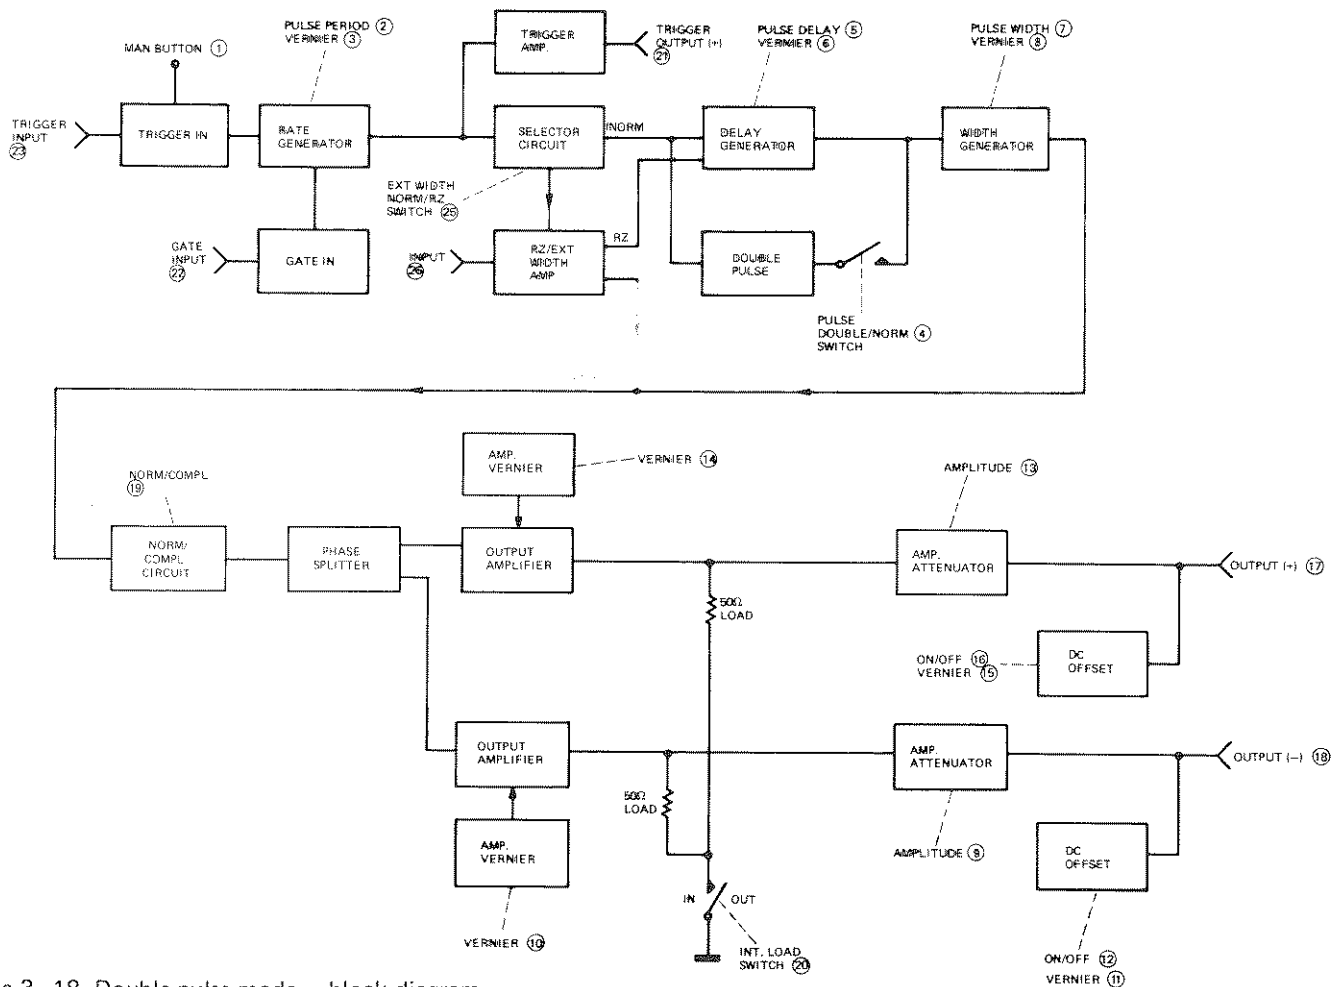 PULSE PERIOD ②
VERNIER ③
MAN BUTTON ①
TRIGGER
INPUT
㉓
TRIGGER IN
RATE
GENERATOR
GATE
INPUT
㉒
GATE IN
TRIGGER
AMP.
TRIGGER
OUTPUT (+)
㉑
SELECTOR
CIRCUIT
NORM
EXT WIDTH
NORM/RZ
SWITCH ㉕
INPUT
㉖
RZ/EXT
WIDTH
AMP
RZ
PULSE DELAY ⑤
VERNIER ⑥
DELAY
GENERATOR
DOUBLE
PULSE
PULSE
DOUBLE/NORM ④
SWITCH
PULSE WIDTH ⑦
VERNIER ⑧
WIDTH
GENERATOR
NORM/COMPL
⑲
NORM/
COMPL
CIRCUIT
PHASE
SPLITTER
AMP.
VERNIER
VERNIER ⑭
OUTPUT
AMPLIFIER
50Ω
LOAD
AMPLITUDE ⑬
AMP.
ATTENUATOR
OUTPUT (+) ⑰
ON/OFF ⑯
VERNIER ⑮
DC
OFFSET
OUTPUT
AMPLIFIER
50Ω
LOAD
AMP.
VERNIER
VERNIER ⑩
IN OUT
INT. LOAD
SWITCH ⑳
AMP.
ATTENUATOR
AMPLITUDE ⑨
OUTPUT (−) ⑱
DC
OFFSET
ON/OFF ⑫
VERNIER ⑪
3-18 Double pulse mode - block diagram